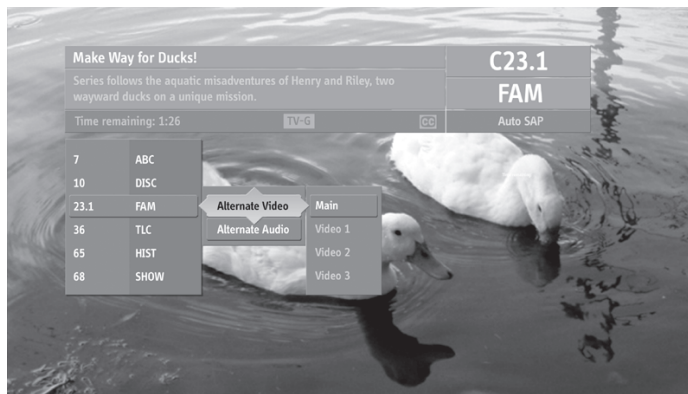 Make Way for Ducks!
Series follows the aquatic misadventures of Henry and Riley, two
wayward ducks on a unique mission.
Time remaining: 1:26 TV-G CC
C23.1
FAM
Auto SAP
7 ABC
10 DISC
23.1 FAM Alternate Video Main
36 TLC Alternate Audio Video 1
65 HIST Video 2
68 SHOW Video 3